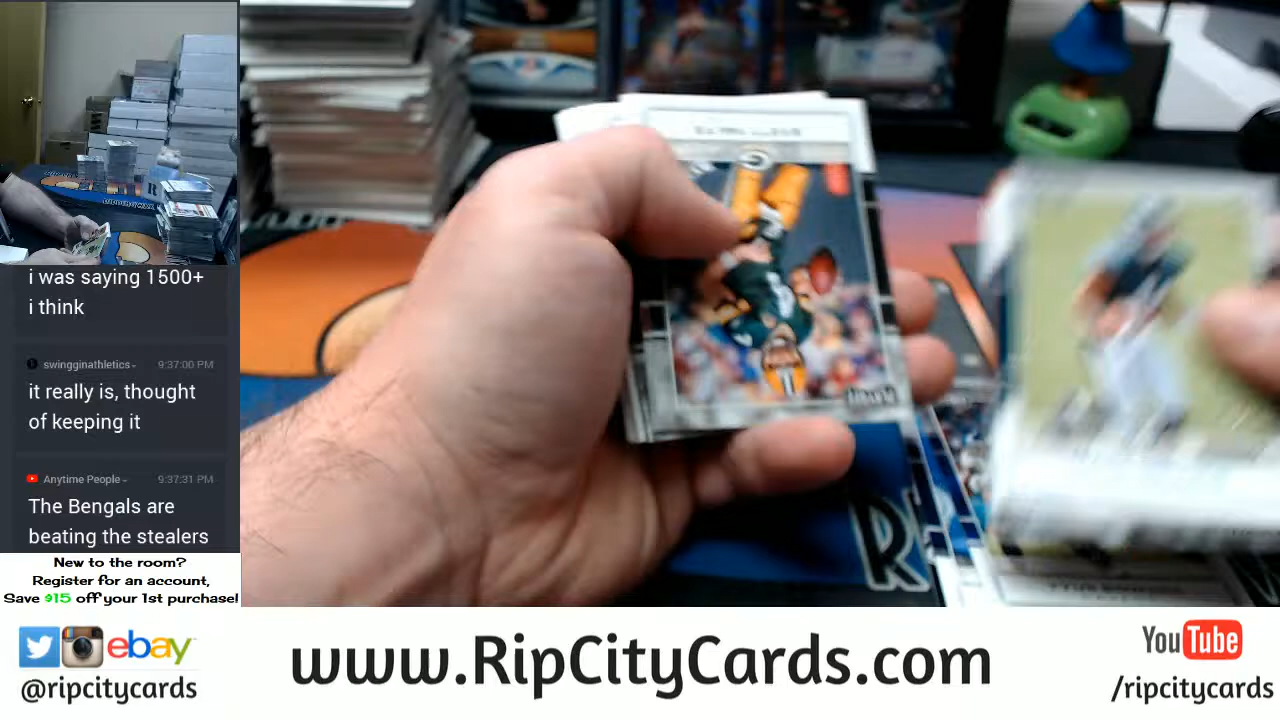 i was saying 1500+
i think
swingginathletics 9:37:00 PM
it really is, thought
of keeping it
Anytime People 9:37:31 PM
The Bengals are
beating the stealers
New to the room?
Register for an account,
Save $15 off your 1st purchase!
ebay
@ripcitycards
www.RipCityCards.com
YouTube
/ripcitycards
R